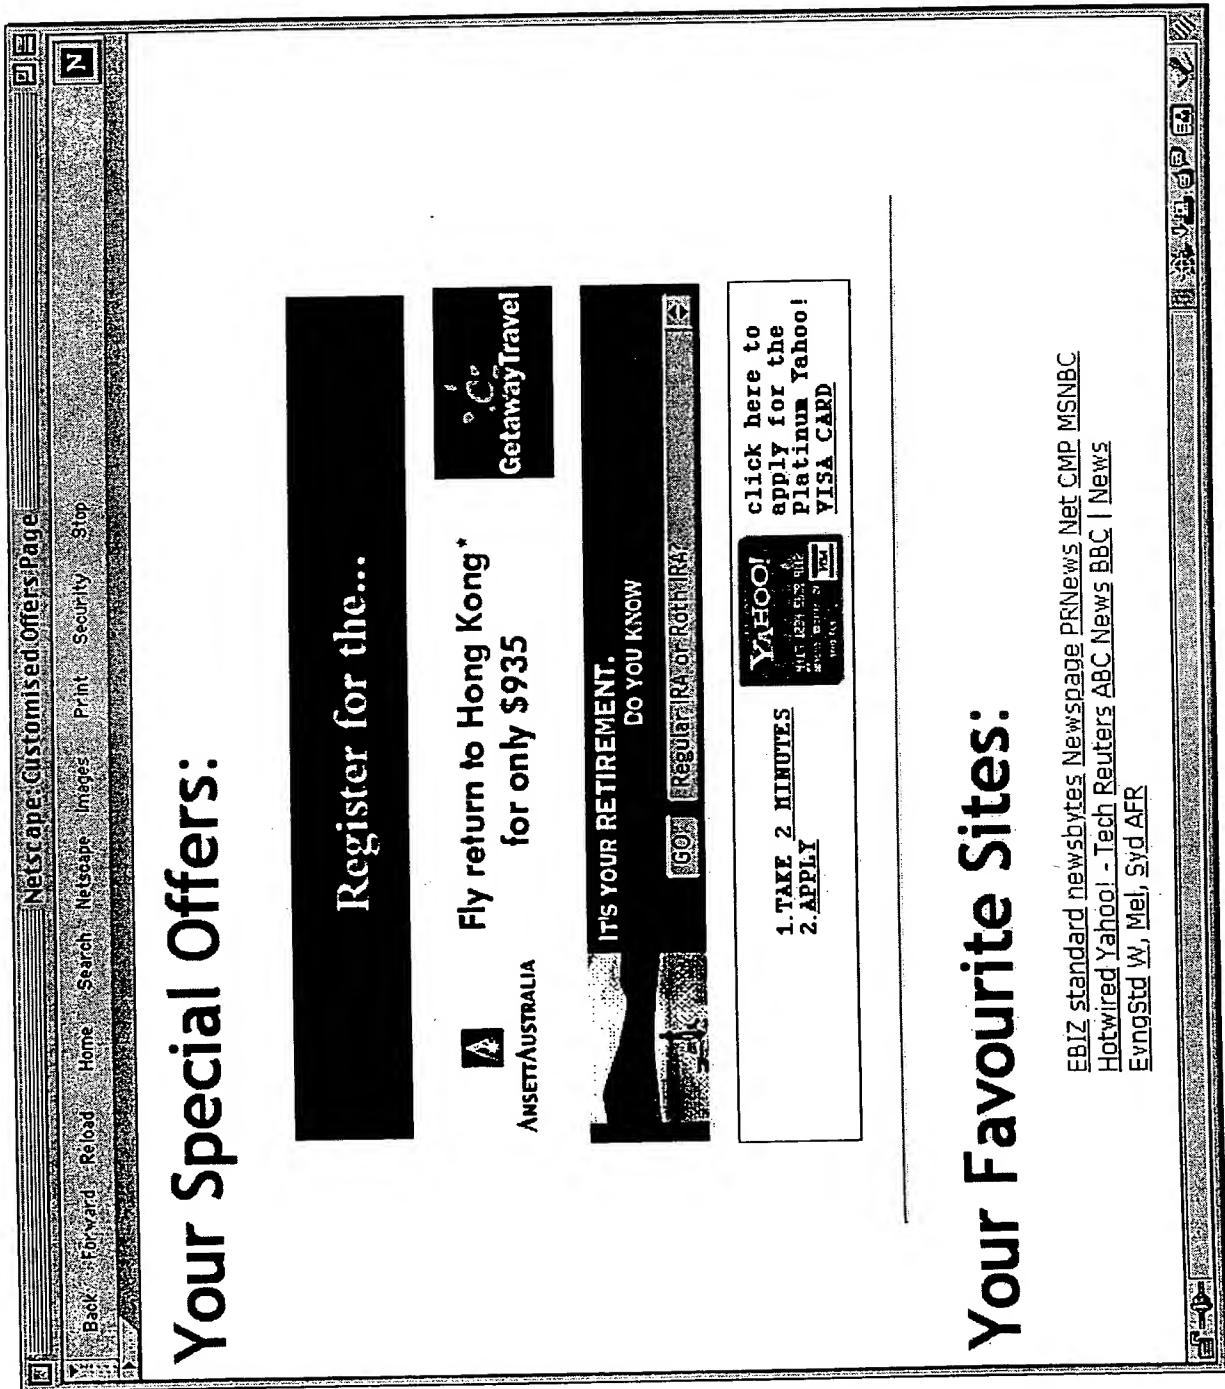 Netscape: Customised Offers Page
Back Forward Reload Home Search Netscape Images Print Security Stop
N
Your Special Offers:
Register for the...
ANSETT AUSTRALIA
Fly return to Hong Kong*
for only $935
GetawayTravel
IT'S YOUR RETIREMENT.
DO YOU KNOW
GO! Regular IRA or Roth IRA?
1.TAKE 2 MINUTES
2.APPLY
YAHOO!
VISA
click here to
apply for the
Platinum Yahoo!
VISA CARD
Your Favourite Sites:
EBIZ standard newsbytes Newspage PRNews Net CMP MSNBC
Hotwired Yahoo! - Tech Reuters ABC News BBC | News
EvngStd W, Mel, Syd AFR